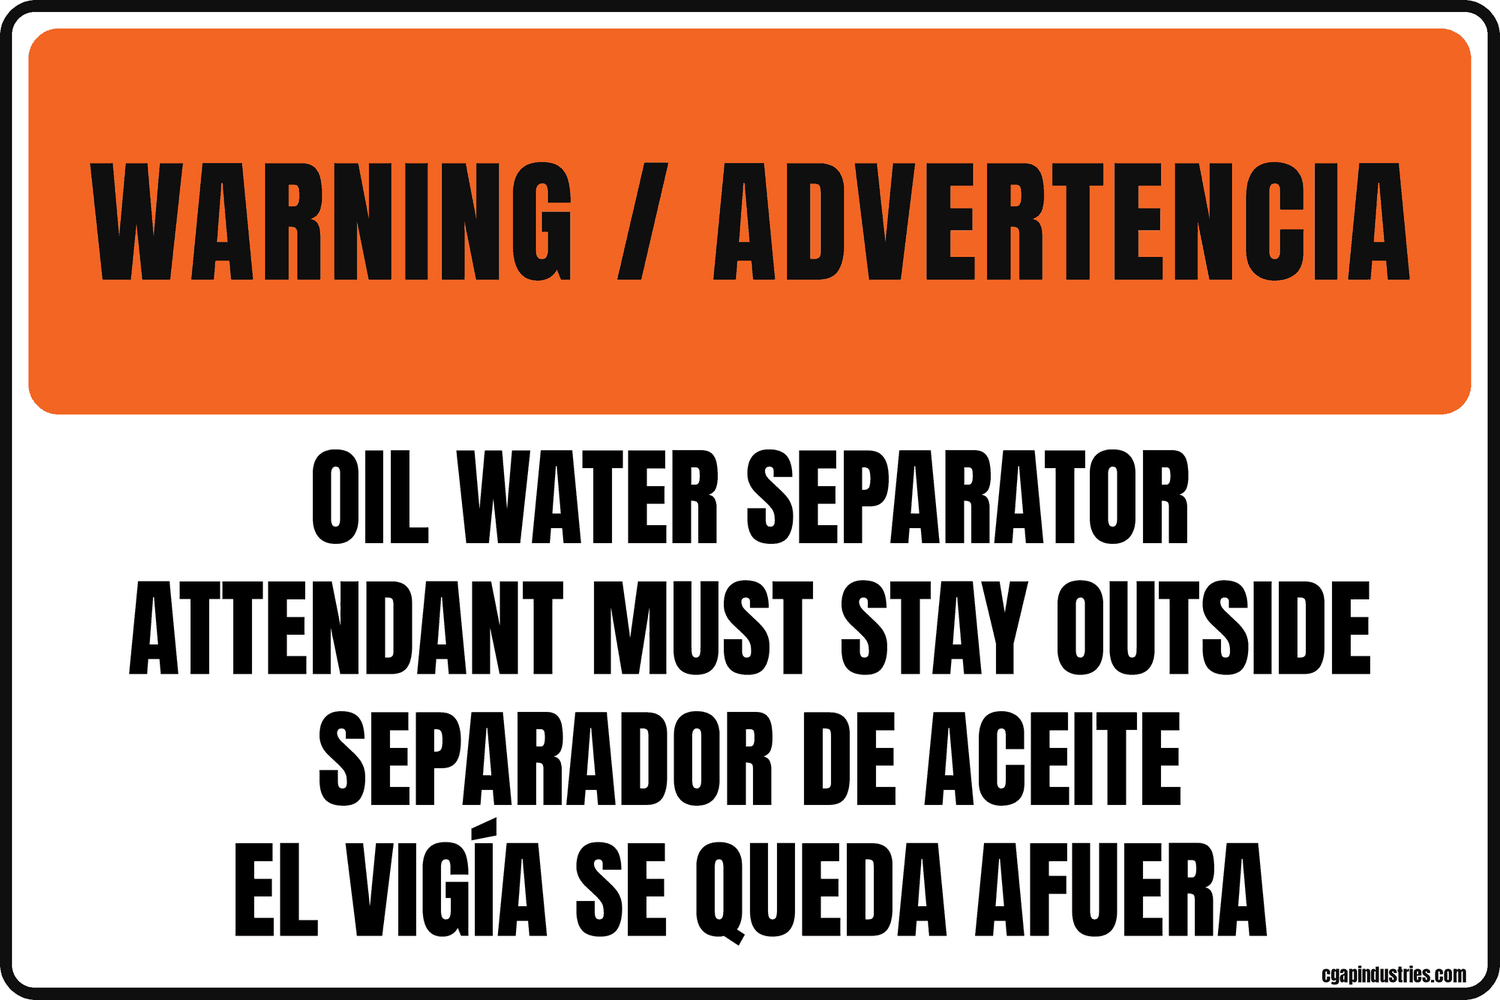 WARNING / ADVERTENCIA
OIL WATER SEPARATOR
ATTENDANT MUST STAY OUTSIDE
SEPARADOR DE ACEITE
EL VIGÍA SE QUEDA AFUERA
cgapindustries.com